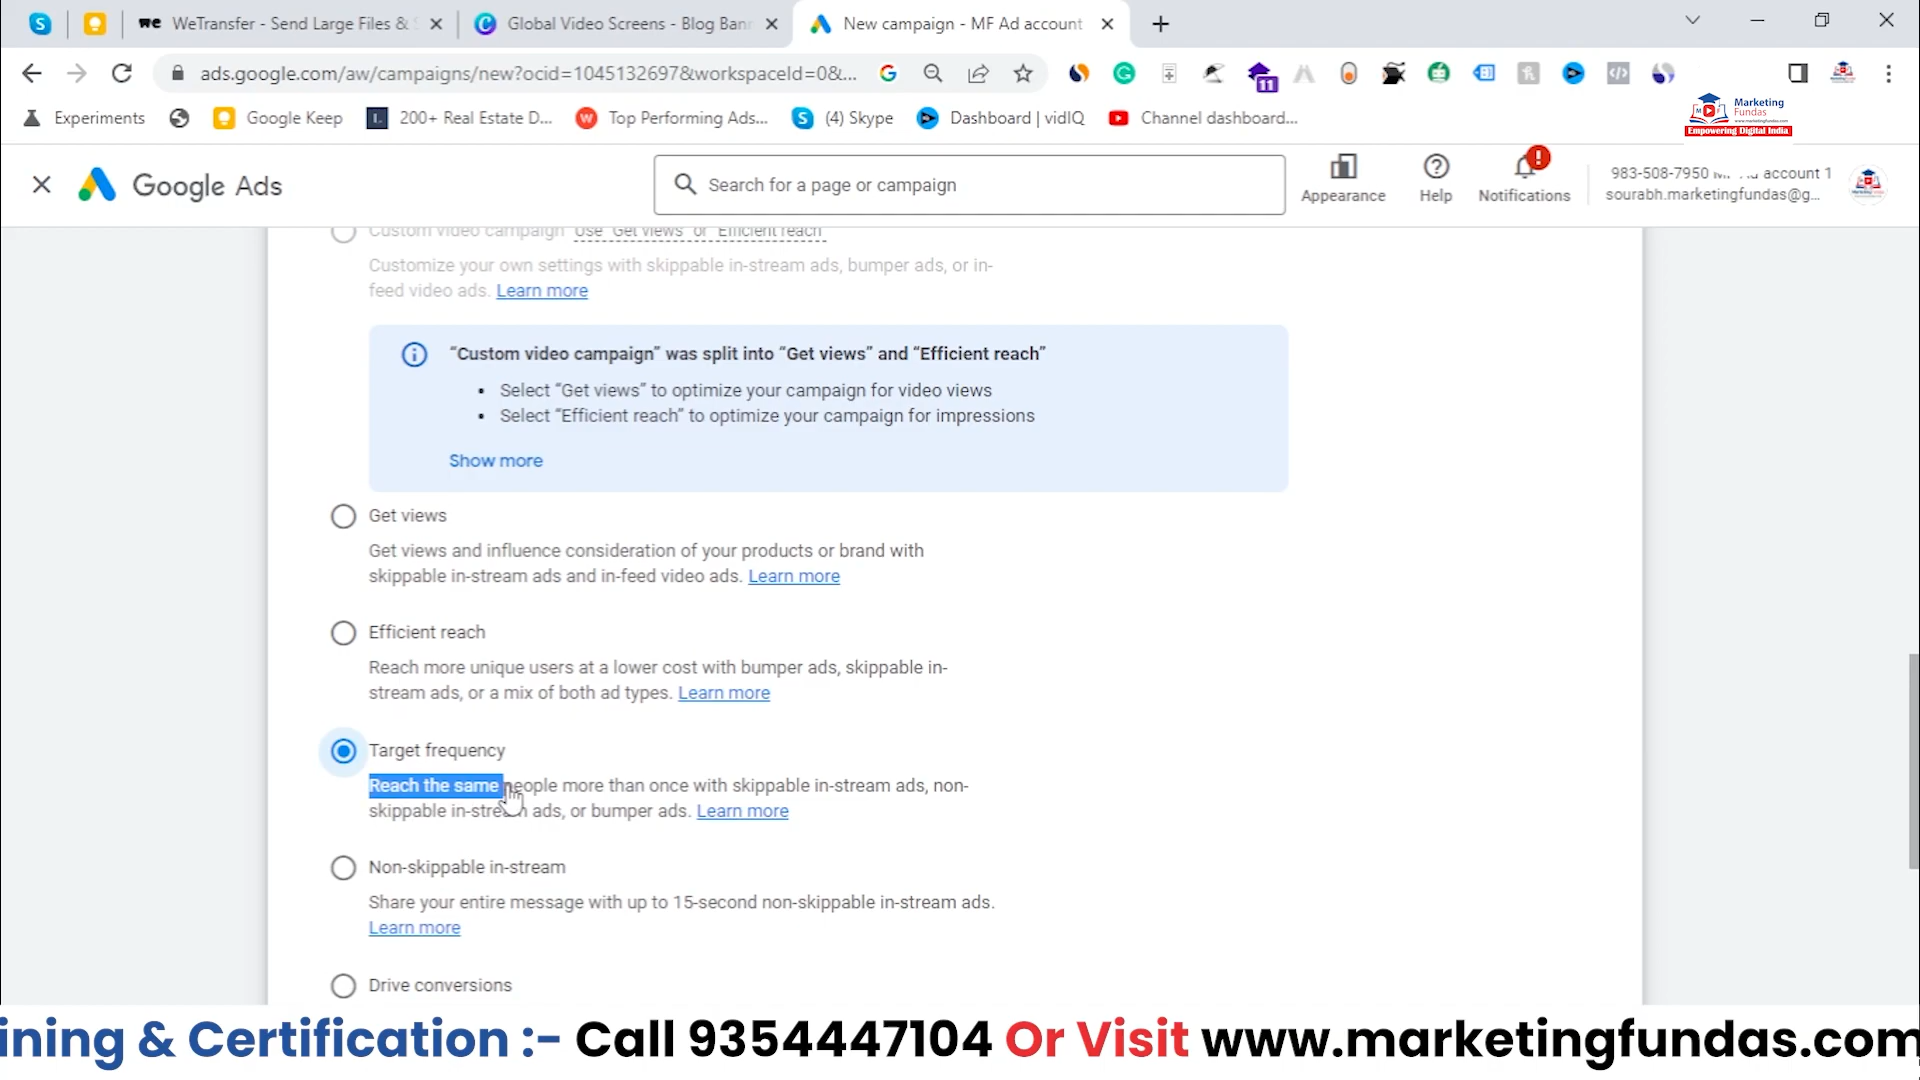 WeTransfer - Send Large Files & S
Global Video Screens - Blog Bann
New campaign - MF Ad account
ads.google.com/aw/campaigns/new?ocid=1045132697&workspaceId=0&...
11
Experiments
Google Keep
200+ Real Estate D...
Top Performing Ads...
(4) Skype
Dashboard | vidIQ
Channel dashboard...
Marketing
Fundas
www.marketingfundas.com
Empowering Digital India
Google Ads
Search for a page or campaign
Appearance
Help
Notifications
983-508-7950 account 1
sourabh.marketingfundas@g...
Custom video campaign Use "Get views" or "Efficient reach"
Customize your own settings with skippable in-stream ads, bumper ads, or in-
feed video ads. Learn more
“Custom video campaign” was split into “Get views” and “Efficient reach”
• Select “Get views” to optimize your campaign for video views
• Select “Efficient reach” to optimize your campaign for impressions
Show more
Get views
Get views and influence consideration of your products or brand with
skippable in-stream ads and in-feed video ads. Learn more
Efficient reach
Reach more unique users at a lower cost with bumper ads, skippable in-
stream ads, or a mix of both ad types. Learn more
Target frequency
Reach the same people more than once with skippable in-stream ads, non-
skippable in-stream ads, or bumper ads. Learn more
Non-skippable in-stream
Share your entire message with up to 15-second non-skippable in-stream ads.
Learn more
Drive conversions
ining & Certification :- Call 9354447104 Or Visit www.marketingfundas.com